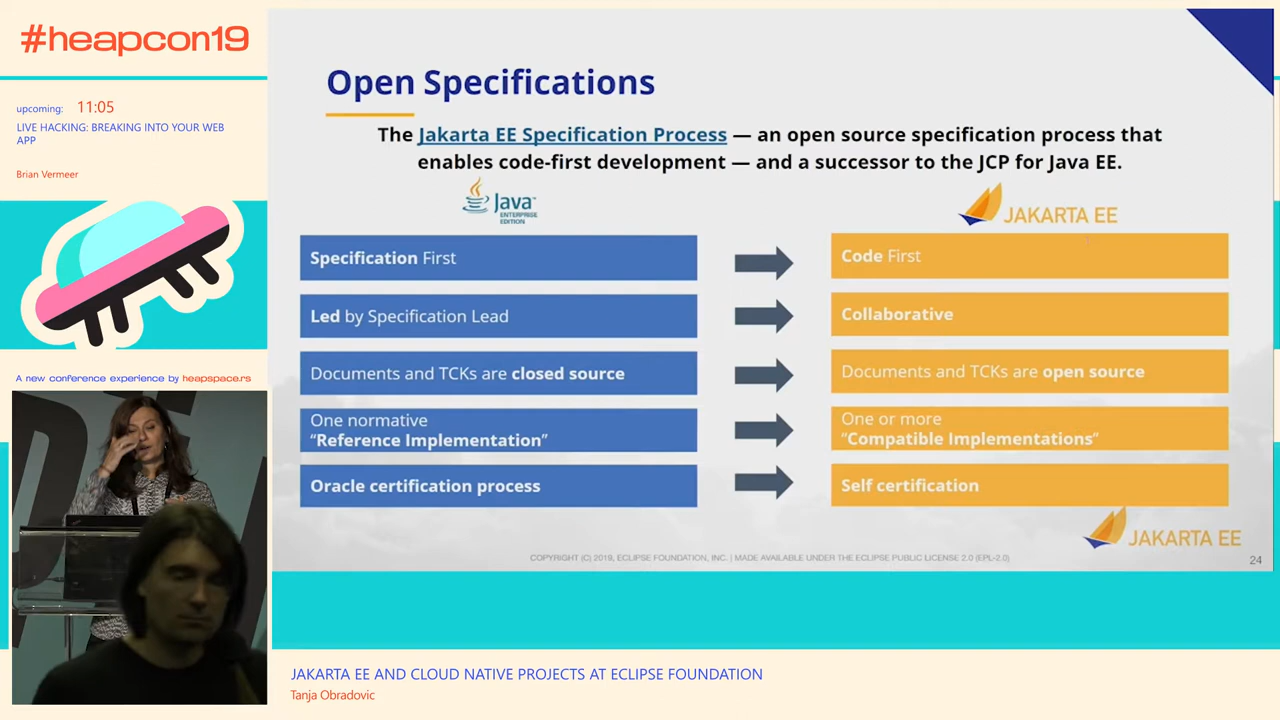 #heapcon19
upcoming: 11:05
LIVE HACKING: BREAKING INTO YOUR WEB
APP
Brian Vermeer
A new conference experience by heapspace.rs
Open Specifications
The Jakarta EE Specification Process — an open source specification process that
enables code-first development — and a successor to the JCP for Java EE.
Java™
ENTERPRISE
EDITION
JAKARTA EE
Specification First
Code First
Led by Specification Lead
Collaborative
Documents and TCKs are closed source
Documents and TCKs are open source
One normative
“Reference Implementation”
One or more
“Compatible Implementations”
Oracle certification process
Self certification
JAKARTA EE
COPYRIGHT (C) 2019, ECLIPSE FOUNDATION, INC. | MADE AVAILABLE UNDER THE ECLIPSE PUBLIC LICENSE 2.0 (EPL-2.0)
24
JAKARTA EE AND CLOUD NATIVE PROJECTS AT ECLIPSE FOUNDATION
Tanja Obradovic